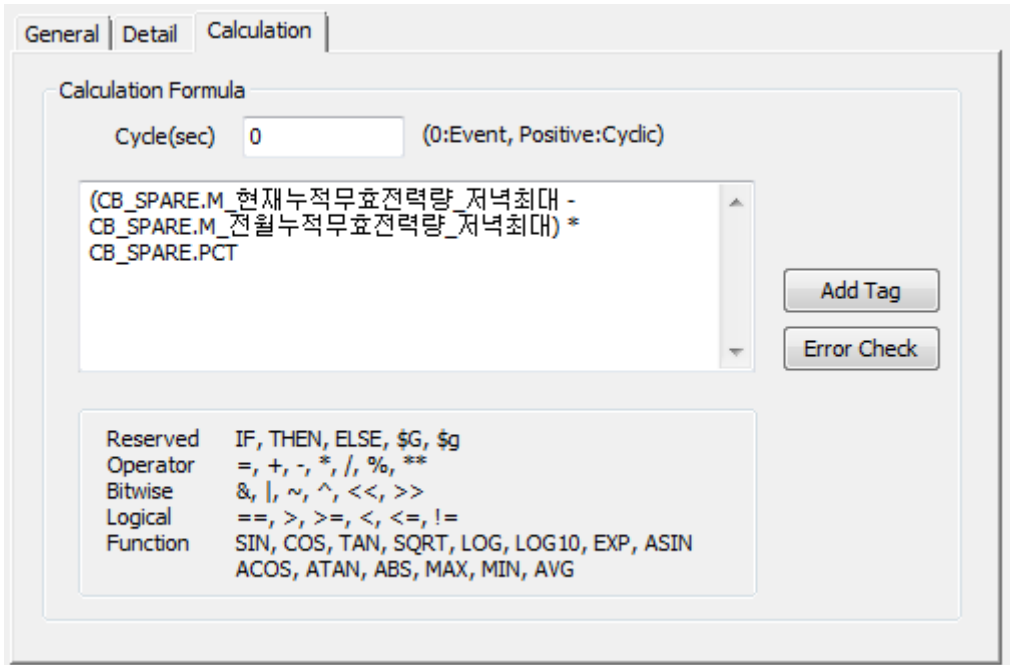 General Detail Calculation
Calculation Formula
Cycle(sec) 0 (0:Event, Positive:Cyclic)
(CB_SPARE.M_현재누적무효전력량_저녁최대 -
CB_SPARE.M_전월누적무효전력량_저녁최대) *
CB_SPARE.PCT
Add Tag
Error Check
Reserved IF, THEN, ELSE, $G, $g
Operator =, +, -, *, /, %, **
Bitwise &, |, ~, ^, <<, >>
Logical ==, >, >=, <, <=, !=
Function SIN, COS, TAN, SQRT, LOG, LOG10, EXP, ASIN
ACOS, ATAN, ABS, MAX, MIN, AVG